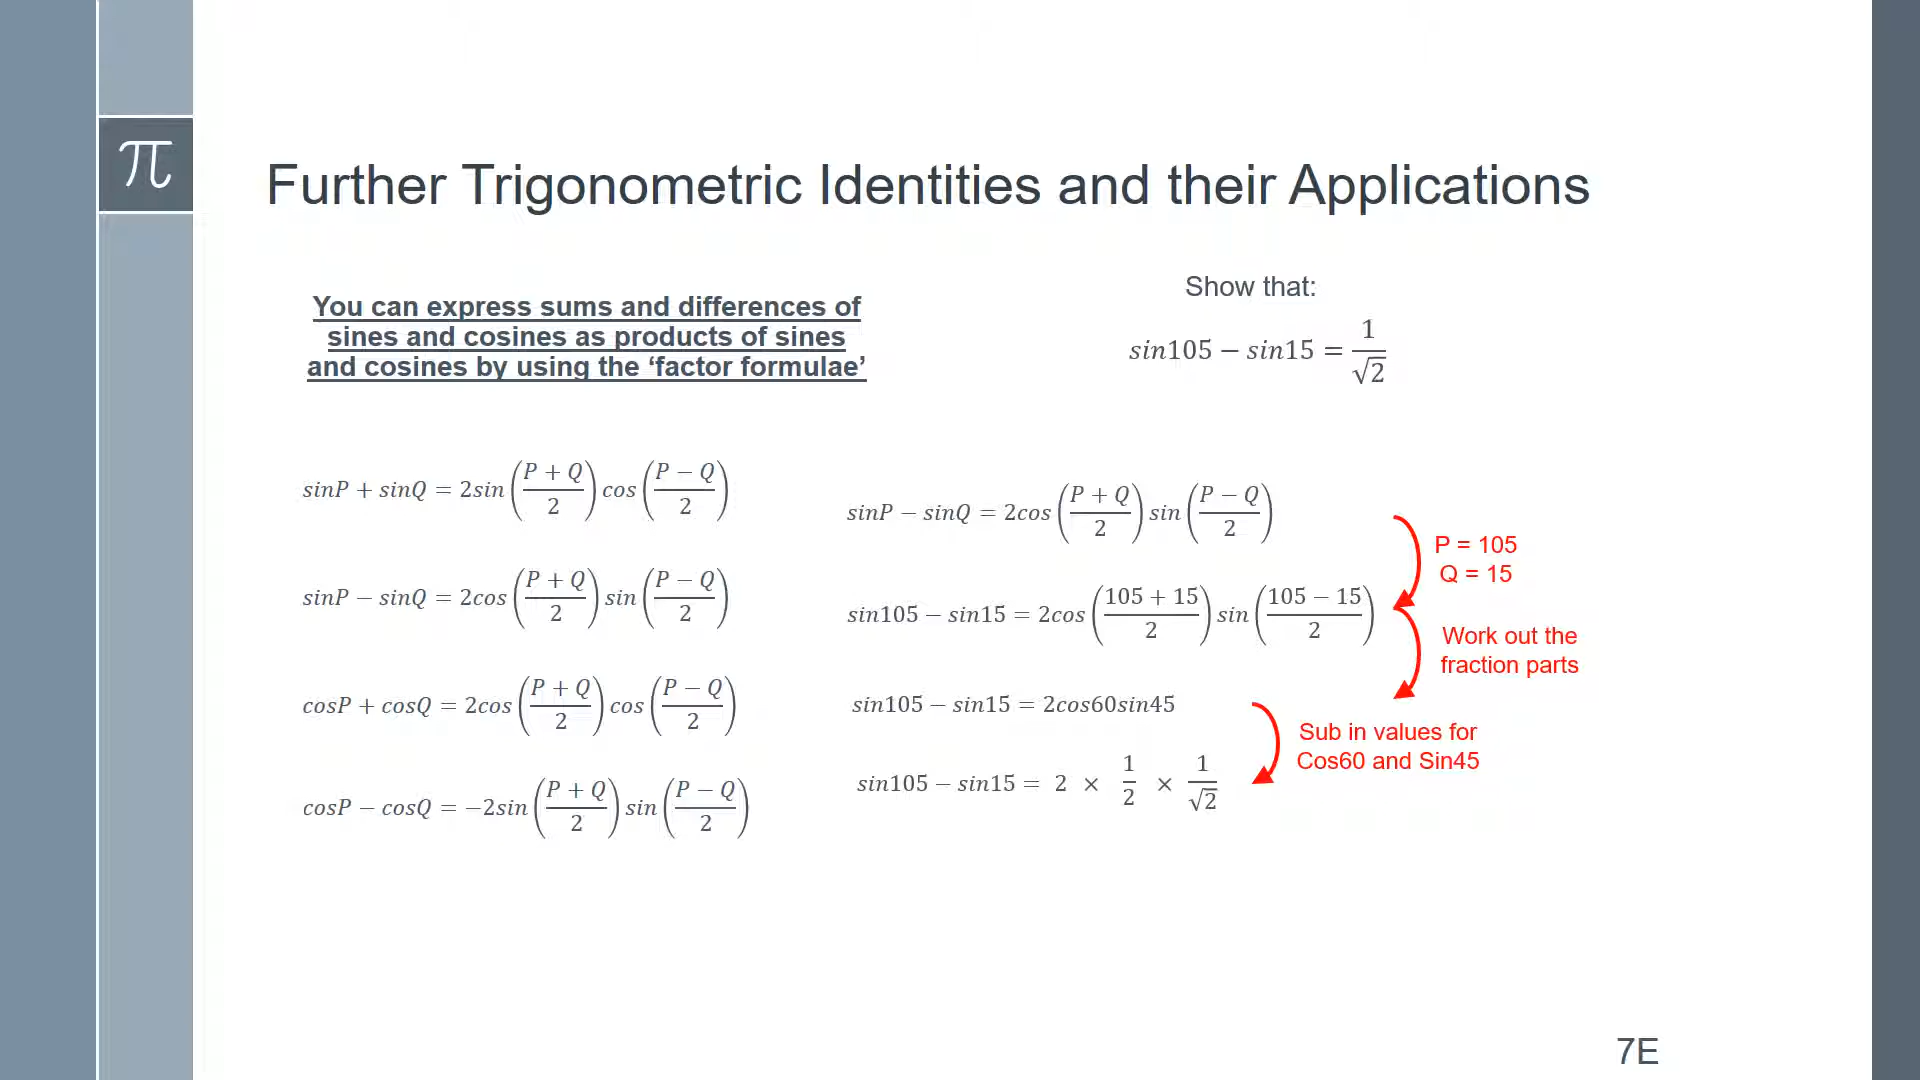 π
Further Trigonometric Identities and their Applications
You can express sums and differences of
sines and cosines as products of sines
and cosines by using the ‘factor formulae’
sinP + sinQ = 2sin((P + Q)/2)cos((P − Q)/2)
sinP − sinQ = 2cos((P + Q)/2)sin((P − Q)/2)
cosP + cosQ = 2cos((P + Q)/2)cos((P − Q)/2)
cosP − cosQ = −2sin((P + Q)/2)sin((P − Q)/2)
Show that:
sin105 − sin15 = 1/√2
sinP − sinQ = 2cos((P + Q)/2)sin((P − Q)/2)
P = 105
Q = 15
sin105 − sin15 = 2cos((105 + 15)/2)sin((105 − 15)/2)
Work out the
fraction parts
sin105 − sin15 = 2cos60sin45
Sub in values for
Cos60 and Sin45
sin105 − sin15 = 2 × 1/2 × 1/√2
7E